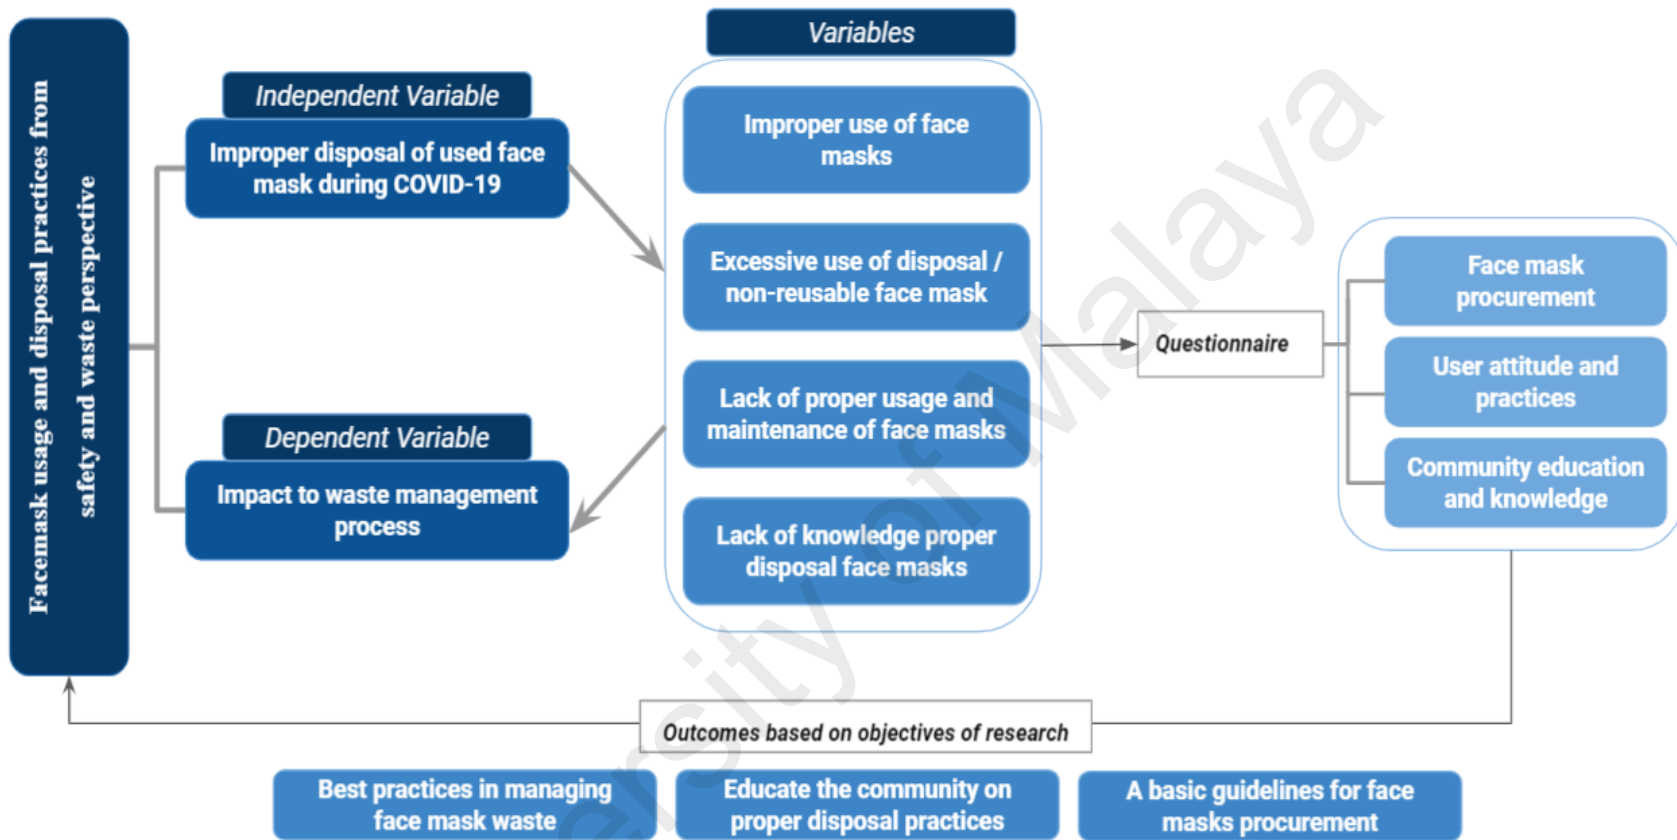 Facemask usage and disposal practices from
safety and waste perspective
Independent Variable
Improper disposal of used face
mask during COVID-19
Dependent Variable
Impact to waste management
process
Variables
Improper use of face
masks
Excessive use of disposal /
non-reusable face mask
Lack of proper usage and
maintenance of face masks
Lack of knowledge proper
disposal face masks
Questionnaire
Face mask
procurement
User attitude and
practices
Community education
and knowledge
Outcomes based on objectives of research
Best practices in managing
face mask waste
Educate the community on
proper disposal practices
A basic guidelines for face
masks procurement
ersity of Malaya